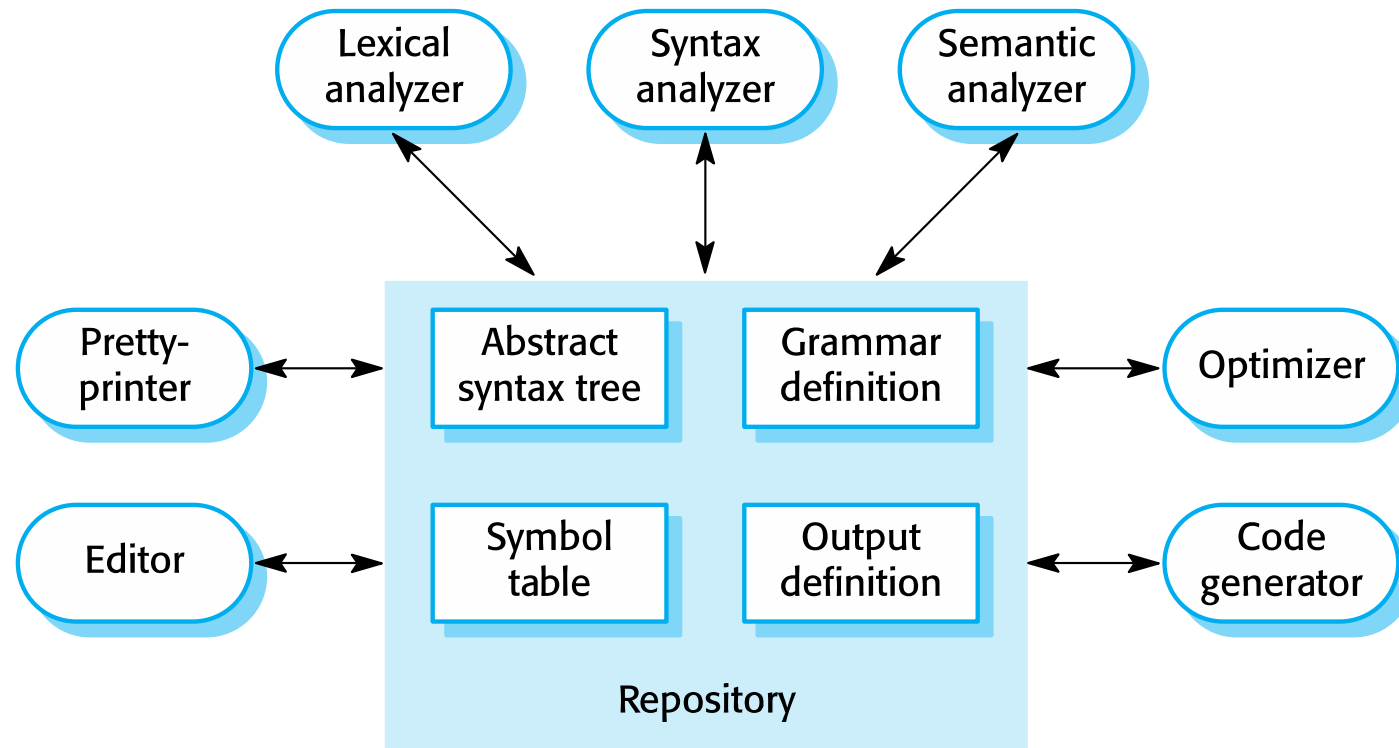 Lexical
analyzer
Syntax
analyzer
Semantic
analyzer
Pretty-
printer
Abstract
syntax tree
Grammar
definition
Optimizer
Editor
Symbol
table
Output
definition
Code
generator
Repository